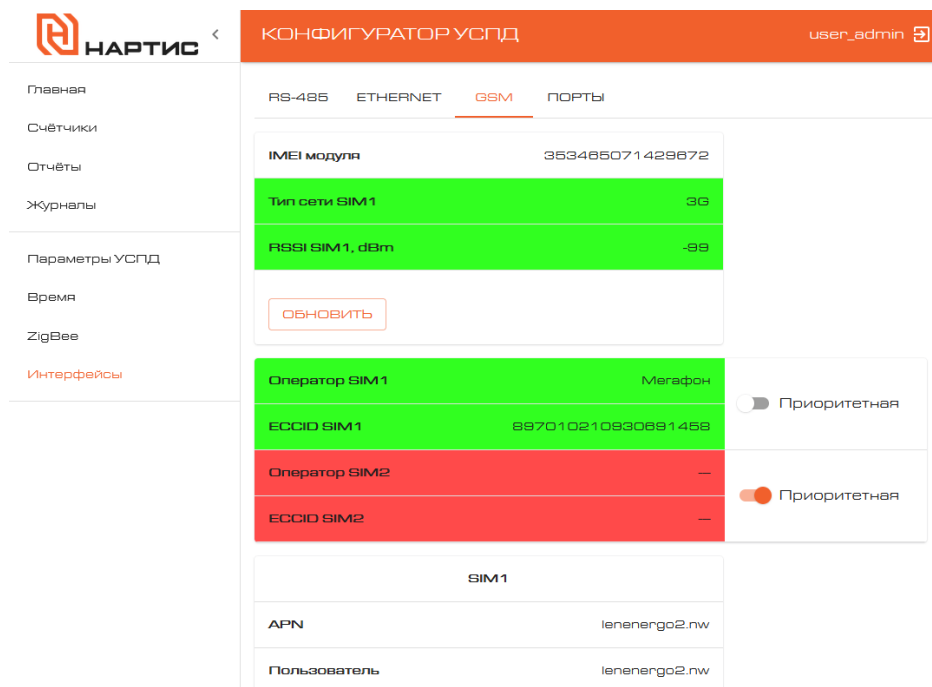 НАРТИС
КОНФИГУРАТОР УСПД
user_admin
Главная
Счётчики
Отчёты
Журналы
Параметры УСПД
Время
ZigBee
Интерфейсы
RS-485 ETHERNET GSM ПОРТЫ
IMEI модуля 353465071429672
Тип сети SIM1 3G
RSSI SIM1, dBm -99
ОБНОВИТЬ
Оператор SIM1 Мегафон
ECCID SIM1 897010210930691458
Приоритетная
Оператор SIM2 —
ECCID SIM2 —
Приоритетная
SIM1
APN lenenergo2.nw
Пользователь lenenergo2.nw